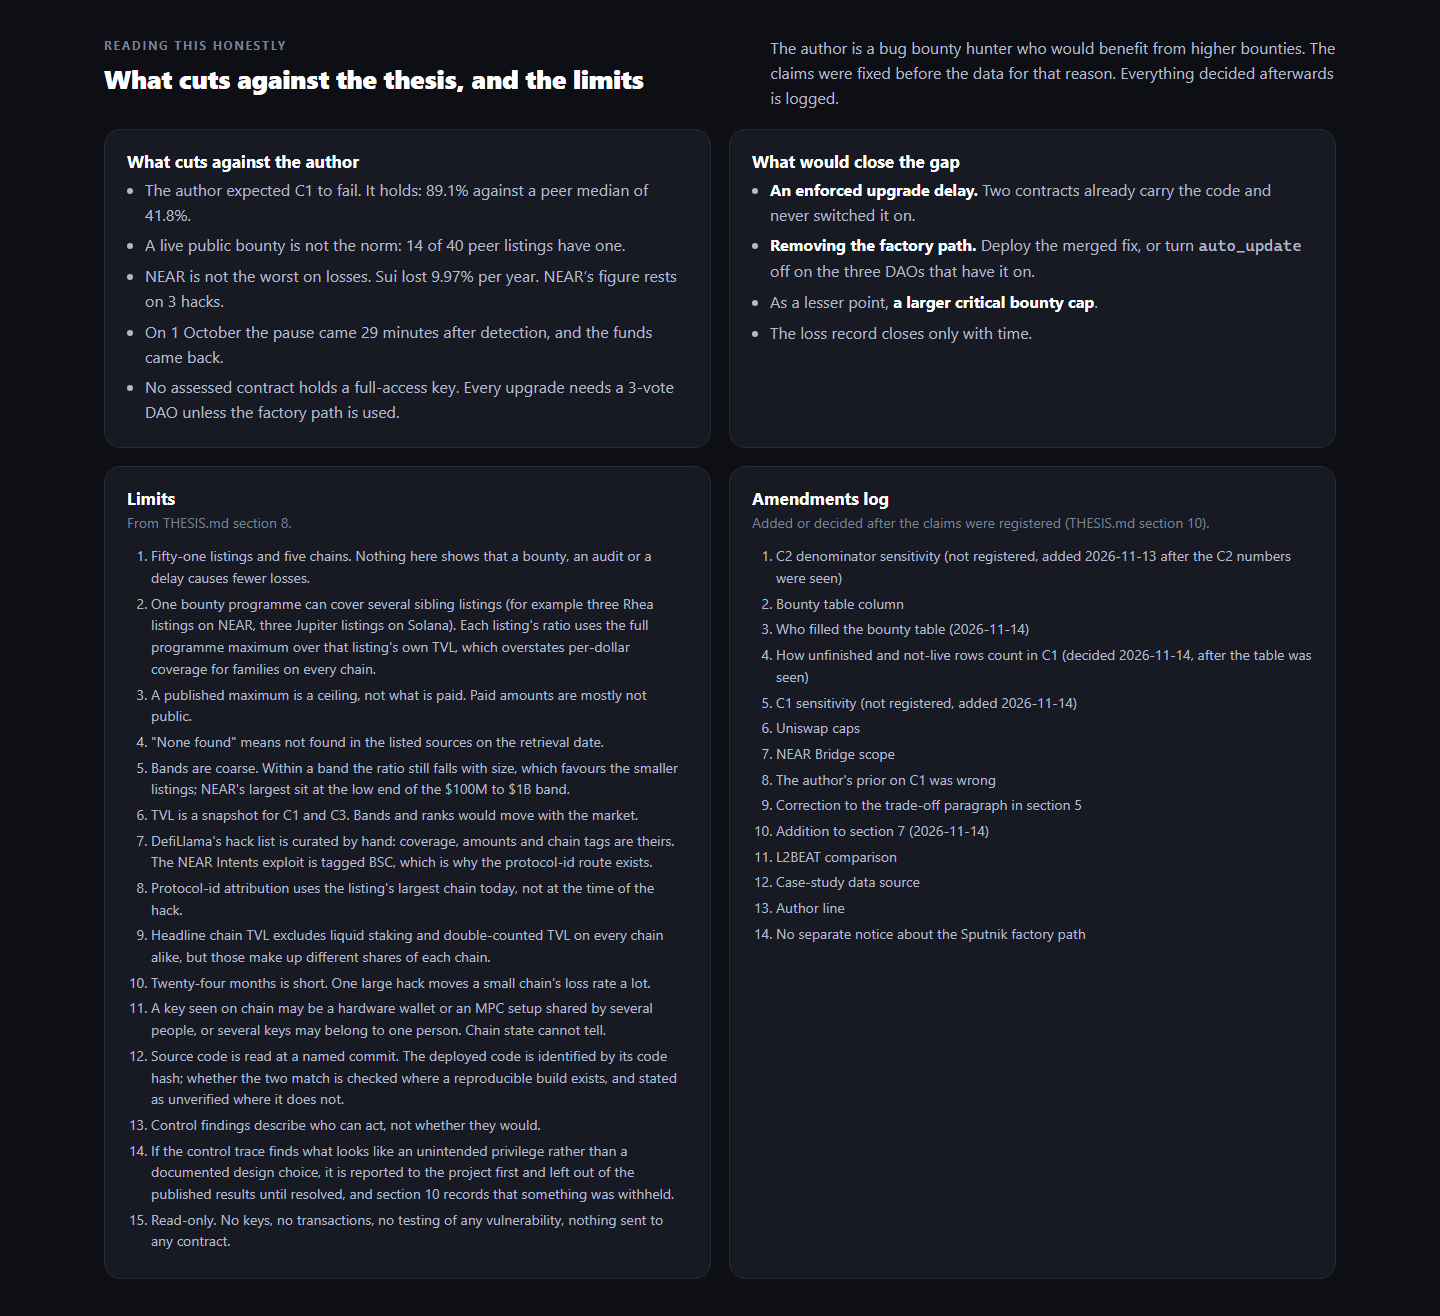 READING THIS HONESTLY
What cuts against the thesis, and the limits
The author is a bug bounty hunter who would benefit from higher bounties. The
claims were fixed before the data for that reason. Everything decided afterwards
is logged.
What cuts against the author
• The author expected C1 to fail. It holds: 89.1% against a peer median of
41.8%.
• A live public bounty is not the norm: 14 of 40 peer listings have one.
• NEAR is not the worst on losses. Sui lost 9.97% per year. NEAR’s figure rests
on 3 hacks.
• On 1 October the pause came 29 minutes after detection, and the funds
came back.
• No assessed contract holds a full-access key. Every upgrade needs a 3-vote
DAO unless the factory path is used.
What would close the gap
• An enforced upgrade delay. Two contracts already carry the code and
never switched it on.
• Removing the factory path. Deploy the merged fix, or turn auto_update
off on the three DAOs that have it on.
• As a lesser point, a larger critical bounty cap.
• The loss record closes only with time.
Limits
From THESIS.md section 8.
1. Fifty-one listings and five chains. Nothing here shows that a bounty, an audit or a
delay causes fewer losses.
2. One bounty programme can cover several sibling listings (for example three Rhea
listings on NEAR, three Jupiter listings on Solana). Each listing's ratio uses the full
programme maximum over that listing's own TVL, which overstates per-dollar
coverage for families on every chain.
3. A published maximum is a ceiling, not what is paid. Paid amounts are mostly not
public.
4. "None found" means not found in the listed sources on the retrieval date.
5. Bands are coarse. Within a band the ratio still falls with size, which favours the smaller
listings; NEAR's largest sit at the low end of the $100M to $1B band.
6. TVL is a snapshot for C1 and C3. Bands and ranks would move with the market.
7. DefiLlama's hack list is curated by hand: coverage, amounts and chain tags are theirs.
The NEAR Intents exploit is tagged BSC, which is why the protocol-id route exists.
8. Protocol-id attribution uses the listing's largest chain today, not at the time of the
hack.
9. Headline chain TVL excludes liquid staking and double-counted TVL on every chain
alike, but those make up different shares of each chain.
10. Twenty-four months is short. One large hack moves a small chain's loss rate a lot.
11. A key seen on chain may be a hardware wallet or an MPC setup shared by several
people, or several keys may belong to one person. Chain state cannot tell.
12. Source code is read at a named commit. The deployed code is identified by its code
hash; whether the two match is checked where a reproducible build exists, and stated
as unverified where it does not.
13. Control findings describe who can act, not whether they would.
14. If the control trace finds what looks like an unintended privilege rather than a
documented design choice, it is reported to the project first and left out of the
published results until resolved, and section 10 records that something was withheld.
15. Read-only. No keys, no transactions, no testing of any vulnerability, nothing sent to
any contract.
Amendments log
Added or decided after the claims were registered (THESIS.md section 10).
1. C2 denominator sensitivity (not registered, added 2026-11-13 after the C2 numbers
were seen)
2. Bounty table column
3. Who filled the bounty table (2026-11-14)
4. How unfinished and not-live rows count in C1 (decided 2026-11-14, after the table was
seen)
5. C1 sensitivity (not registered, added 2026-11-14)
6. Uniswap caps
7. NEAR Bridge scope
8. The author's prior on C1 was wrong
9. Correction to the trade-off paragraph in section 5
10. Addition to section 7 (2026-11-14)
11. L2BEAT comparison
12. Case-study data source
13. Author line
14. No separate notice about the Sputnik factory path